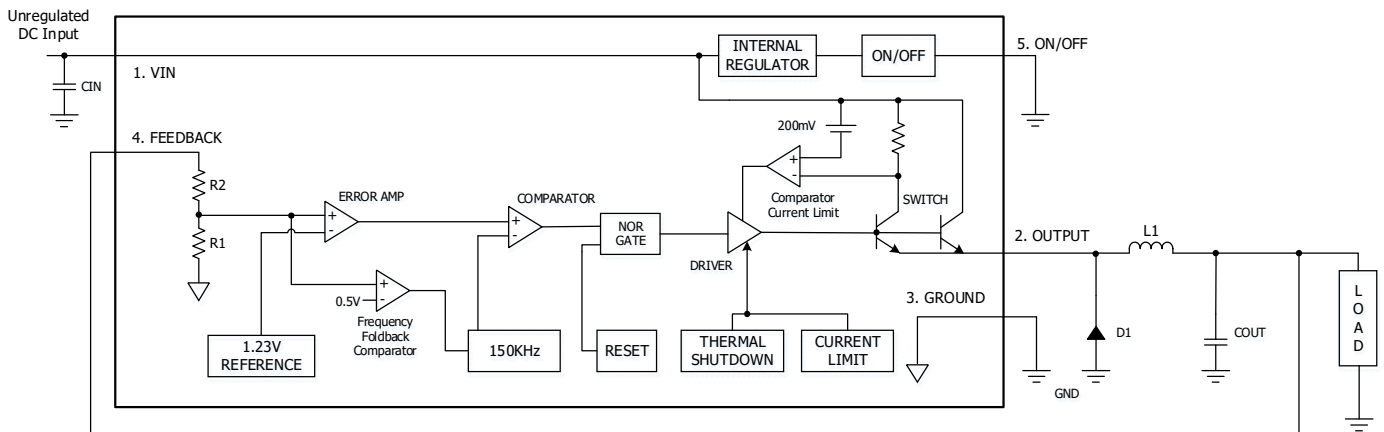 Unregulated
DC Input
CIN
1. VIN
INTERNAL
REGULATOR
ON/OFF
5. ON/OFF
4. FEEDBACK
R2
R1
ERROR AMP
+
-
COMPARATOR
+
-
NOR
GATE
200mV
+
-
Comparator
Current Limit
SWITCH
DRIVER
2. OUTPUT
L1
0.5V
+
-
Frequency
Foldback
Comparator
1.23V
REFERENCE
150KHz
RESET
THERMAL
SHUTDOWN
CURRENT
LIMIT
3. GROUND
GND
D1
COUT
L
O
A
D